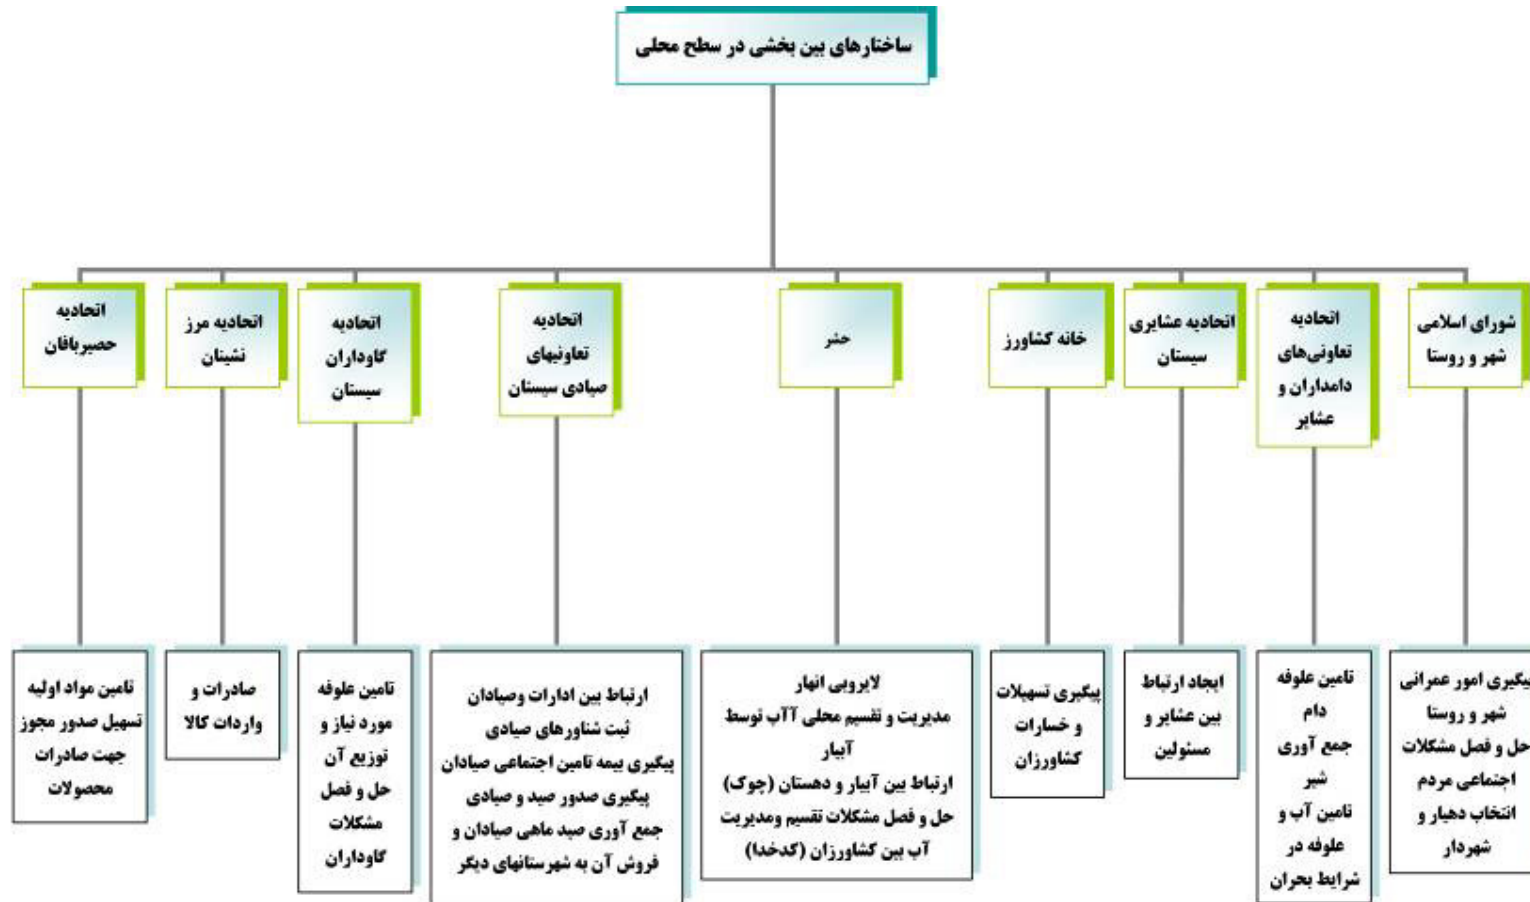 ساختارهای بین بخشی در سطح محلی
شورای اسلامی
شهر و روستا
اتحادیه
تعاونی‌های
دامداران و
عشایر
اتحادیه عشایری
سیستان
خانه کشاورز
حشر
اتحادیه
تعاونیهای
صیادی سیستان
اتحادیه
گاوداران
سیستان
اتحادیه مرز
نشینان
اتحادیه
حصیربافان
پیگیری امور عمرانی
شهر و روستا
حل و فصل مشکلات
اجتماعی مردم
انتخاب دهیار و
شهردار
تامین علوفه
دام
جمع آوری
شیر
تامین آب و
علوفه در
شرایط بحران
ایجاد ارتباط
بین عشایر و
مسئولین
پیگیری تسهیلات
و خسارات
کشاورزان
لایروبی انهار
مدیریت و تقسیم محلی آآب توسط
آبیار
ارتباط بین آبیار و دهستان (چوک)
حل و فصل مشکلات تقسیم ومدیریت
آب بین کشاورزان (کدخدا)
ارتباط بین ادارات وصیادان
ثبت شناورهای صیادی
پیگیری بیمه تامین اجتماعی صیادان
پیگیری صدور صید و صیادی
جمع آوری صید ماهی صیادان و
فروش آن به شهرستانهای دیگر
تامین علوفه
مورد نیاز و
توزیع آن
حل و فصل
مشکلات
گاوداران
صادرات و
واردات کالا
تامین مواد اولیه
تسهیل صدور مجوز
جهت صادرات
محصولات